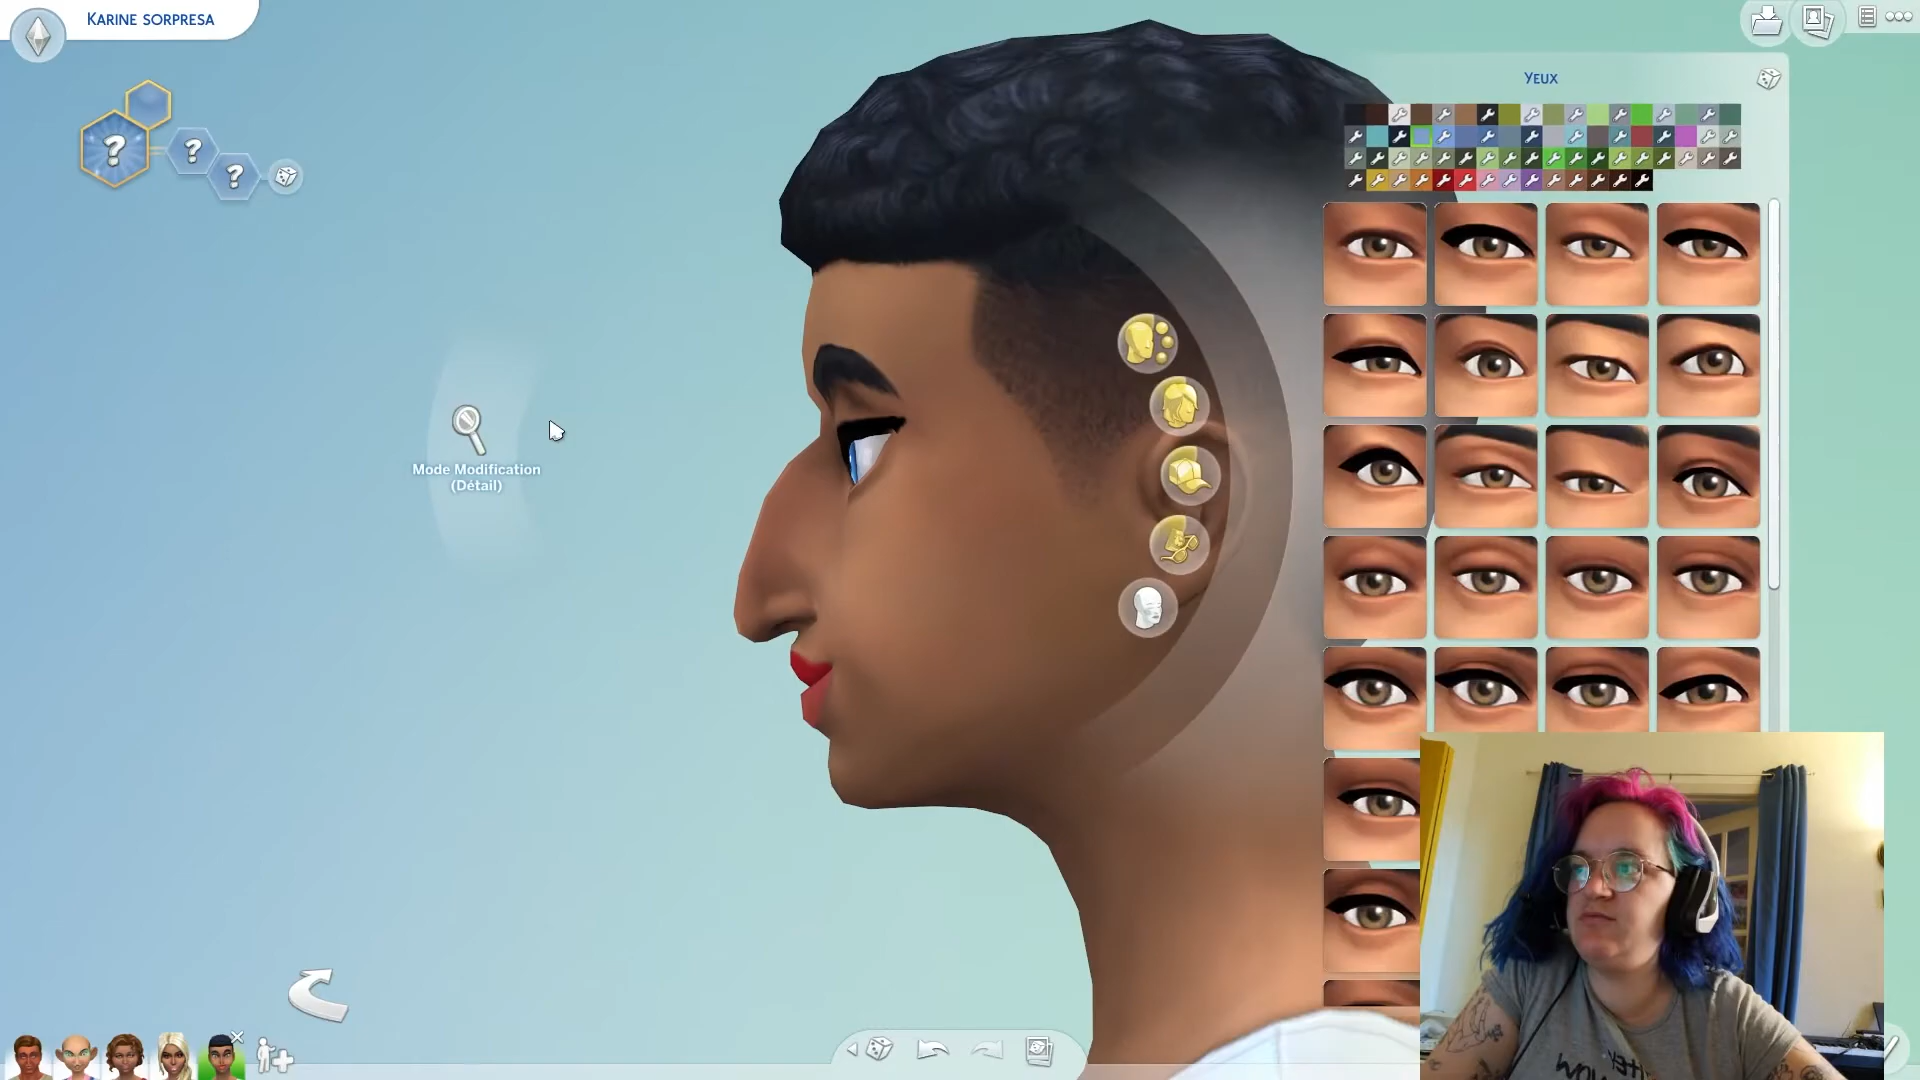 KARINE SORPRESA
YEUX
Mode Modification
(Détail)